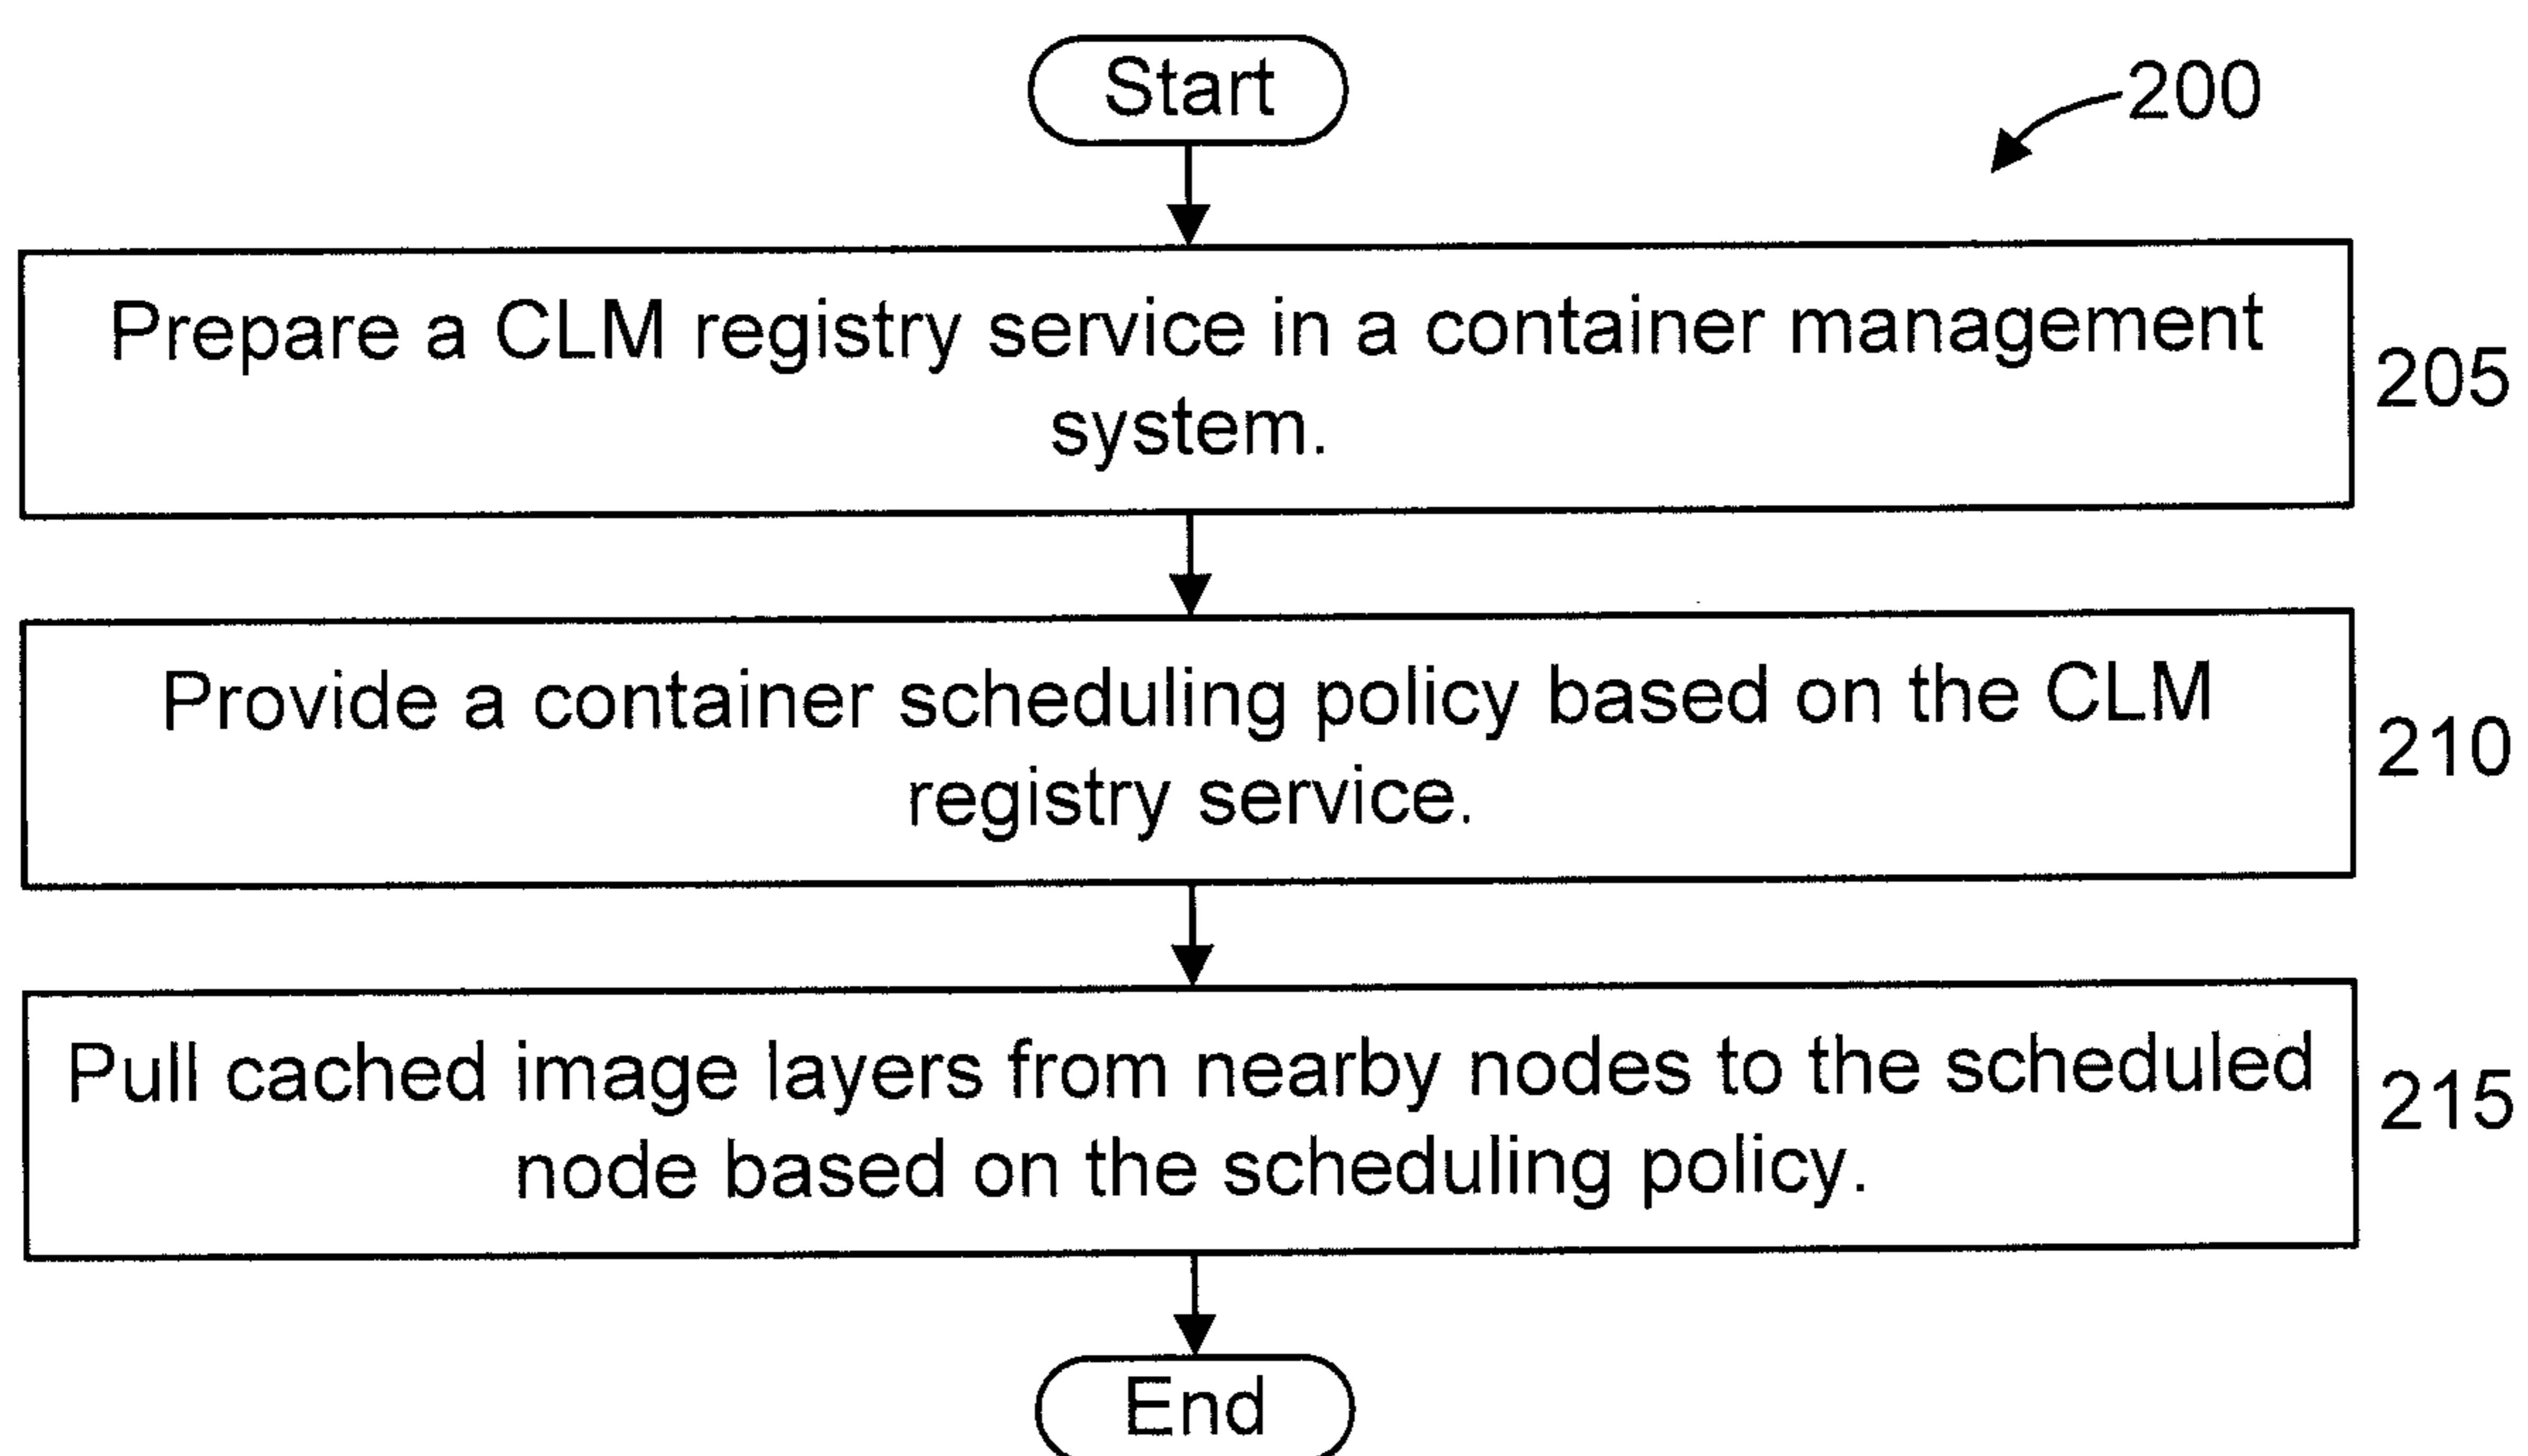 Start
200
Prepare a CLM registry service in a container management
system.
205
Provide a container scheduling policy based on the CLM
registry service.
210
Pull cached image layers from nearby nodes to the scheduled
node based on the scheduling policy.
215
End